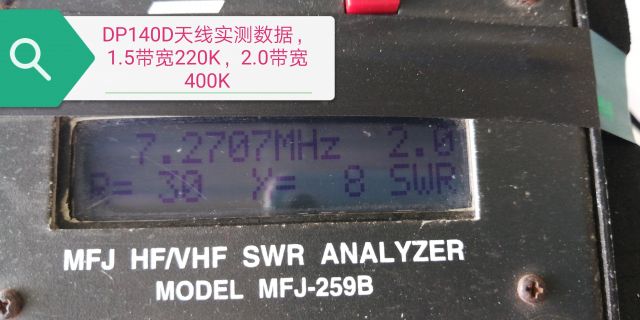 DP140D天线实测数据，
1.5带宽220K，2.0带宽
400K
7.2707MHz 2.0
R= 30 X= 8 SWR
MFJ HF/VHF SWR ANALYZER
MODEL MFJ-259B